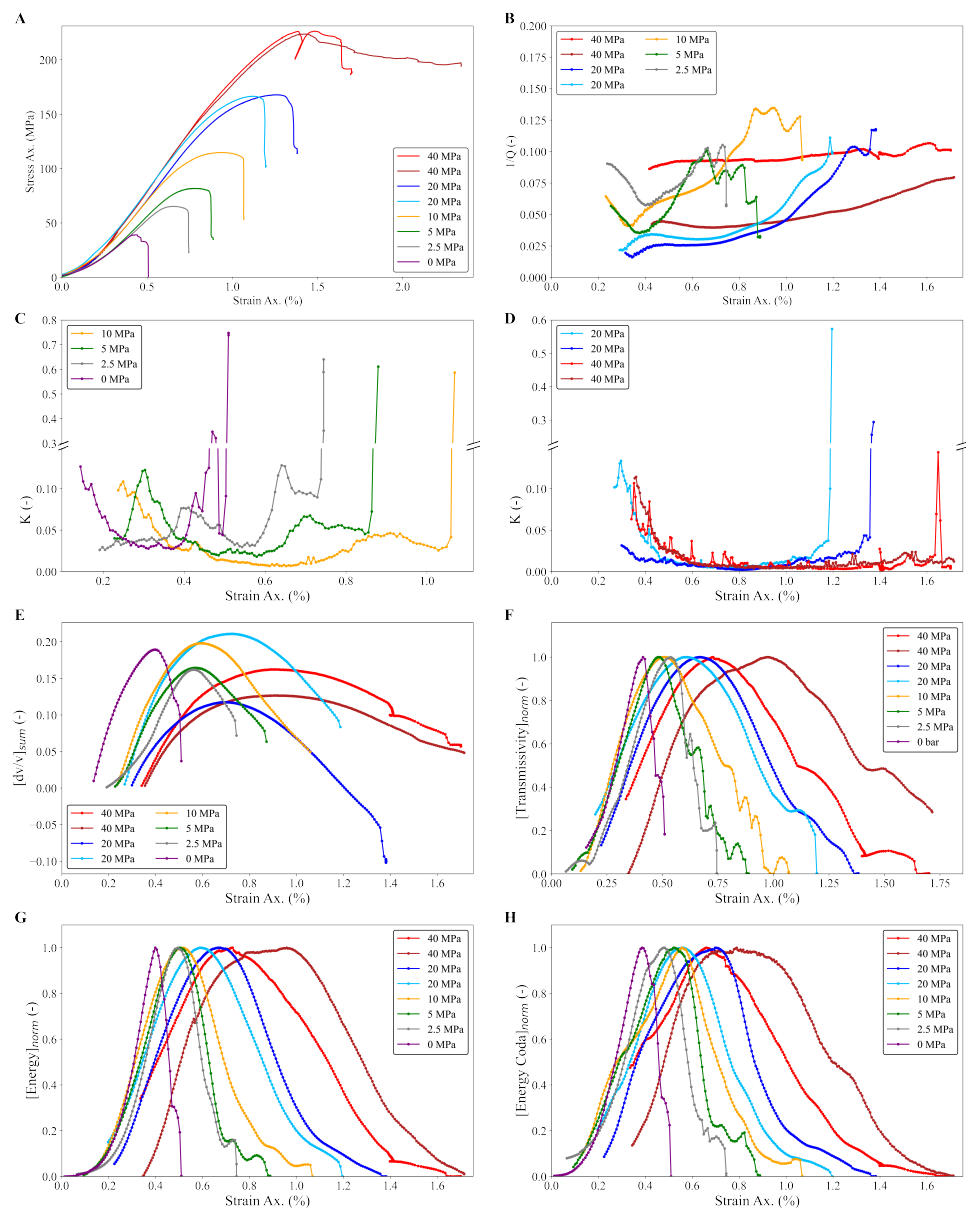 A
Stress Ax. (MPa)
200
150
100
50
0
0.0 0.5 1.0 1.5 2.0
Strain Ax. (%)
40 MPa
40 MPa
20 MPa
20 MPa
10 MPa
5 MPa
2.5 MPa
0 MPa
B
1/Q (-)
0.200
0.175
0.150
0.125
0.100
0.075
0.050
0.025
0.000
0.0 0.2 0.4 0.6 0.8 1.0 1.2 1.4 1.6
Strain Ax. (%)
40 MPa 10 MPa
40 MPa 5 MPa
20 MPa 2.5 MPa
20 MPa
C
K (-)
0.8
0.7
0.6
0.5
0.4
0.3
0.10
0.05
0.00
0.2 0.4 0.6 0.8 1.0
Strain Ax. (%)
10 MPa
5 MPa
2.5 MPa
0 MPa
D
K (-)
0.6
0.5
0.4
0.3
0.10
0.05
0.00
0.0 0.2 0.4 0.6 0.8 1.0 1.2 1.4 1.6
Strain Ax. (%)
20 MPa
20 MPa
40 MPa
40 MPa
E
[dv/v]sum (-)
0.20
0.15
0.10
0.05
0.00
−0.05
−0.10
0.0 0.2 0.4 0.6 0.8 1.0 1.2 1.4 1.6
Strain Ax. (%)
40 MPa 10 MPa
40 MPa 5 MPa
20 MPa 2.5 MPa
20 MPa 0 MPa
F
[Transmissivity]norm (-)
1.0
0.8
0.6
0.4
0.2
0.0
0.00 0.25 0.50 0.75 1.00 1.25 1.50 1.75
Strain Ax. (%)
40 MPa
40 MPa
20 MPa
20 MPa
10 MPa
5 MPa
2.5 MPa
0 bar
G
[Energy]norm (-)
1.0
0.8
0.6
0.4
0.2
0.0
0.0 0.2 0.4 0.6 0.8 1.0 1.2 1.4 1.6
Strain Ax. (%)
40 MPa
40 MPa
20 MPa
20 MPa
10 MPa
5 MPa
2.5 MPa
0 MPa
H
[Energy Coda]norm (-)
1.0
0.8
0.6
0.4
0.2
0.0
0.0 0.2 0.4 0.6 0.8 1.0 1.2 1.4 1.6
Strain Ax. (%)
40 MPa
40 MPa
20 MPa
20 MPa
10 MPa
5 MPa
2.5 MPa
0 MPa